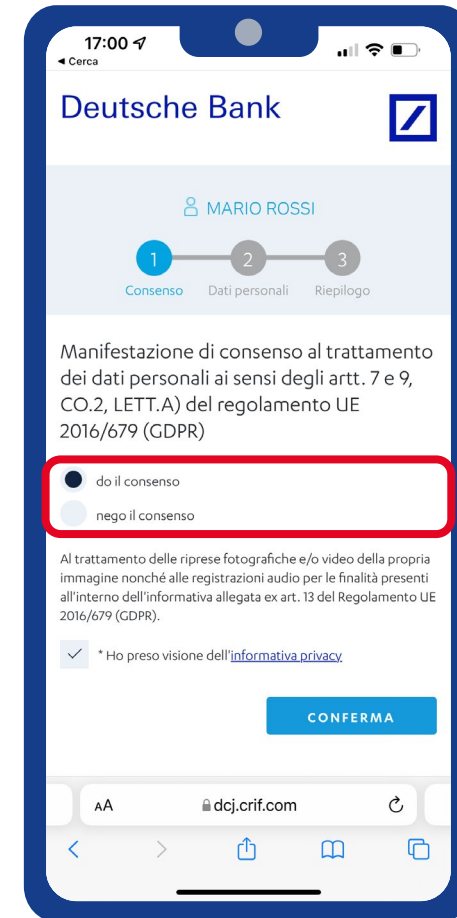 17:00
◄ Cerca
Deutsche Bank
MARIO ROSSI
1 2 3
Consenso Dati personali Riepilogo
Manifestazione di consenso al trattamento
dei dati personali ai sensi degli artt. 7 e 9,
CO.2, LETT.A) del regolamento UE
2016/679 (GDPR)
do il consenso
nego il consenso
Al trattamento delle riprese fotografiche e/o video della propria
immagine nonché alle registrazioni audio per le finalità presenti
all'interno dell'informativa allegata ex art. 13 del Regolamento UE
2016/679 (GDPR).
* Ho preso visione dell'informativa privacy
CONFERMA
AA dcj.crif.com